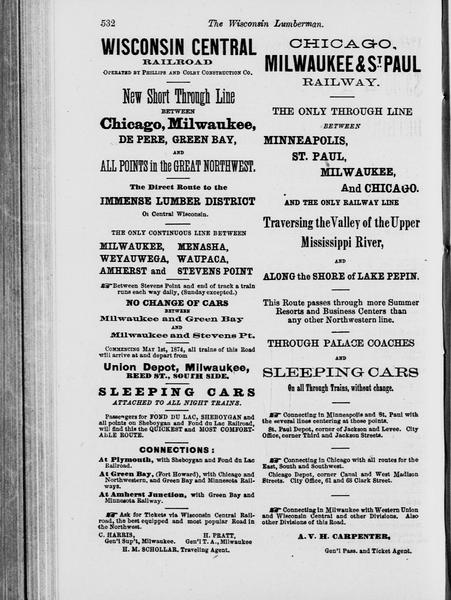 532
The Wisconsin Lumberman.
WISCONSIN CENTRAL
RAILROAD
OPERATED BY PHILLIPS AND COLBY CONSTRUCTION CO.
New Short Through Line
BETWEEN
Chicago, Milwaukee,
DE PERE, GREEN BAY,
AND
ALL POINTS in the GREAT NORTHWEST.
The Direct Route to the
IMMENSE LUMBER DISTRICT
Of Central Wisconsin.
THE ONLY CONTINUOUS LINE BETWEEN
MILWAUKEE, MENASHA,
WEYAUWEGA, WAUPACA,
AMHERST and STEVENS POINT
☞ Between Stevens Point and end of track a train
runs each way daily, (Sunday excepted.)
NO CHANGE OF CARS
BETWEEN
Milwaukee and Green Bay
AND
Milwaukee and Stevens Pt.
COMMENCING MAY 1st, 1874, all trains of this Road
will arrive at and depart from
Union Depot, Milwaukee,
REED ST., SOUTH SIDE.
SLEEPING CARS
ATTACHED TO ALL NIGHT TRAINS.
Passengers for FOND DU LAC, SHEBOYGAN and
all points on Sheboygan and Fond du Lac Railroad,
will find this the QUICKEST and MOST COMFORT-
ABLE ROUTE.
CONNECTIONS:
At Plymouth, with Sheboygan and Fond du Lac
Railroad.
At Green Bay, (Fort Howard), with Chicago and
Northwestern, and Green Bay and Minnesota Rail-
ways.
At Amherst Junction, with Green Bay and
Minnesota Railway.
☞ Ask for Tickets via Wisconsin Central Rail-
road, the best equipped and most popular Road in
the Northwest.
C. HARRIS, H. PRATT,
Gen'l Sup't, Milwaukee. Gen'l T. A., Milwaukee
H. M. SCHOLLAR, Traveling Agent.
CHICAGO,
MILWAUKEE & ST. PAUL
RAILWAY.
THE ONLY THROUGH LINE
BETWEEN
MINNEAPOLIS,
ST. PAUL,
MILWAUKEE,
And CHICAGO.
AND THE ONLY RAILWAY LINE
Traversing the Valley of the Upper
Mississippi River,
AND
ALONG the SHORE of LAKE PEPIN.
This Route passes through more Summer
Resorts and Business Centers than
any other Northwestern line.
THROUGH PALACE COACHES
AND
SLEEPING CARS
On all Through Trains, without change.
☞ Connecting in Minneapolis and St. Paul with
the several lines centering at those points.
St. Paul Depot, corner of Jackson and Levee. City
Office, corner Third and Jackson Streets.
☞ Connecting in Chicago with all routes for the
East, South and Southwest.
Chicago Depot, corner Canal and West Madison
Streets. City Office, 61 and 63 Clark Street.
☞ Connecting in Milwaukee with Western Union
and Wisconsin Central and other Divisions. Also
other Divisions of this Road.
A. V. H. CARPENTER,
Gen'l Pass. and Ticket Agent.